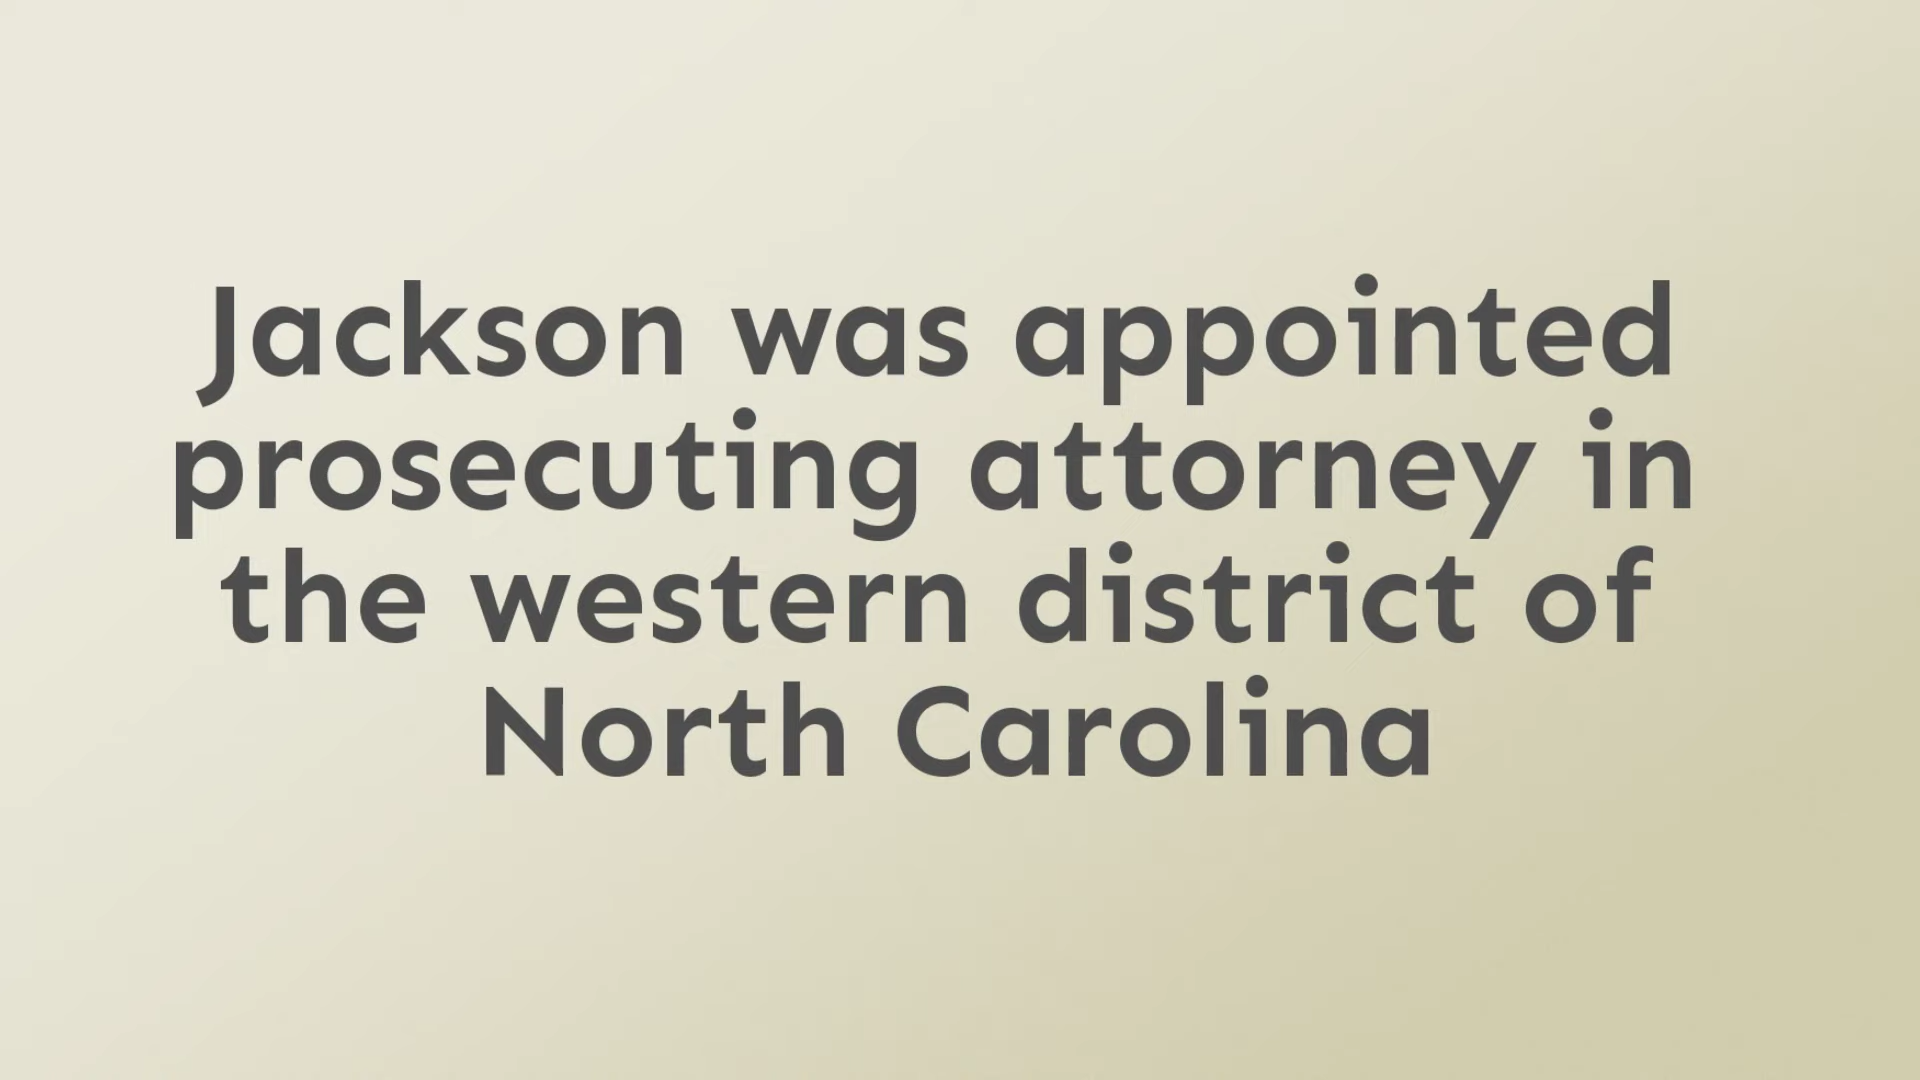 Jackson was appointed
prosecuting attorney in
the western district of
North Carolina